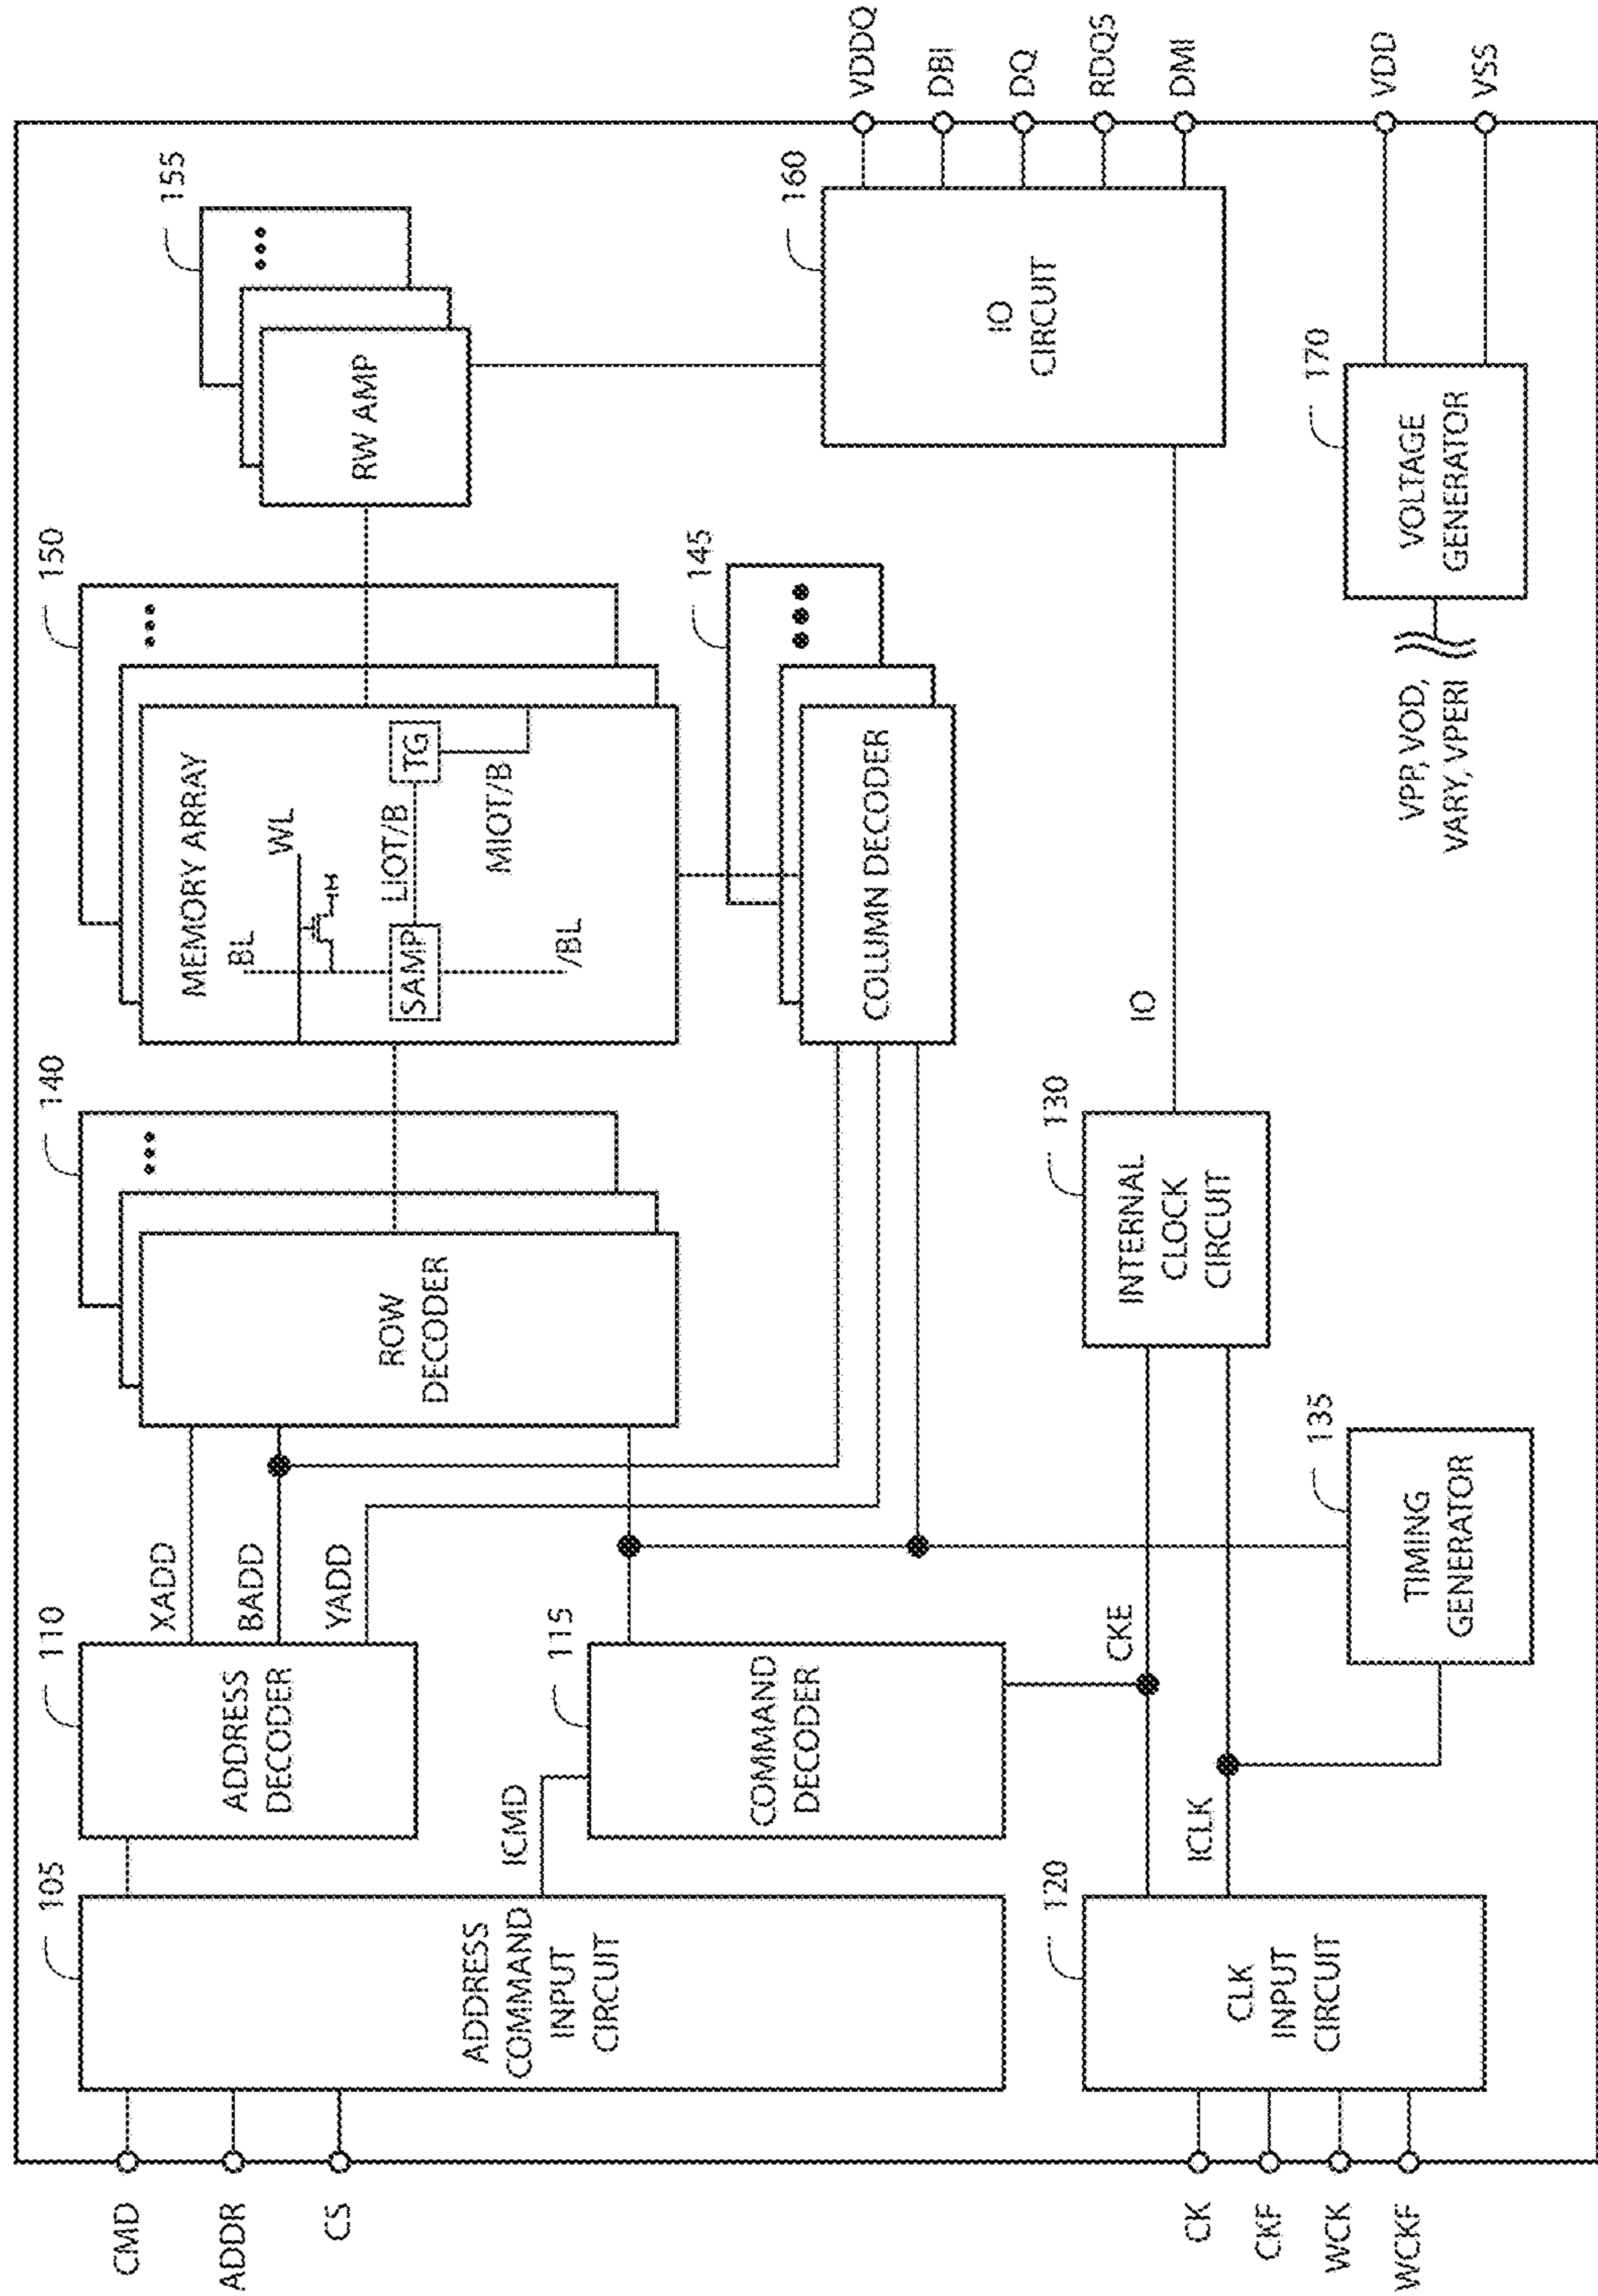 CMD
ADDR
CS
CK
CKF
WCK
WCKF
105
ADDRESS
COMMAND
INPUT
CIRCUIT
110
ADDRESS
DECODER
XADD
BADD
YADD
ICMD
115
COMMAND
DECODER
120
CLK
INPUT
CIRCUIT
CKE
ICLK
130
INTERNAL
CLOCK
CIRCUIT
135
TIMING
GENERATOR
140
•••
ROW
DECODER
150
•••
MEMORY ARRAY
BL
WL
SAMP
LIOT/B
TG
MIOT/B
/BL
145
•••
COLUMN DECODER
155
•••
RW AMP
160
IO
CIRCUIT
IO
170
VOLTAGE
GENERATOR
VPP, VOD,
VARY, VPERI
VDDQ
DBI
DQ
RDQS
DMI
VDD
VSS